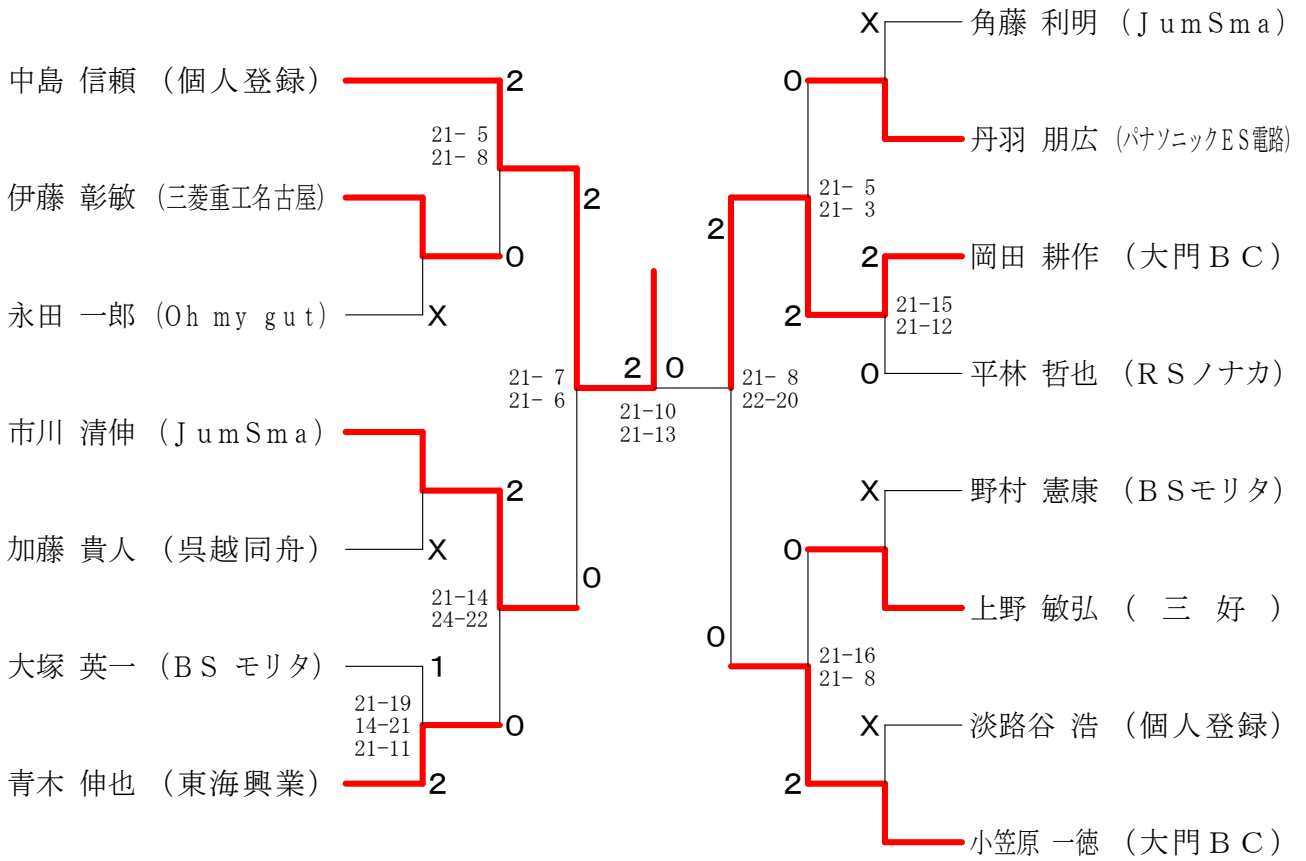 中島 信頼 （個人登録）
2
21- 5
21- 8
伊藤 彰敏 （三菱重工名古屋）
0
永田 一郎 (Oh my gut)
X
2
21- 7
21- 6
市川 清伸 （JumSma）
2
加藤 貴人 （呉越同舟）
X
21-14
24-22
0
大塚 英一 （BS モリタ）
1
21-19
14-21
21-11
0
青木 伸也 （東海興業）
2
2 0
21-10
21-13
X
角藤 利明 （JumSma）
0
丹羽 朋広 (パナソニックES電路)
21- 5
21- 3
2
2
岡田 耕作 （大門BC）
21-15
21-12
2
0
平林 哲也 （RSノナカ）
21- 8
22-20
X
野村 憲康 （BSモリタ）
0
上野 敏弘 （ 三 好 ）
0
21-16
21- 8
X
淡路谷 浩 （個人登録）
2
小笠原 一徳 （大門BC）